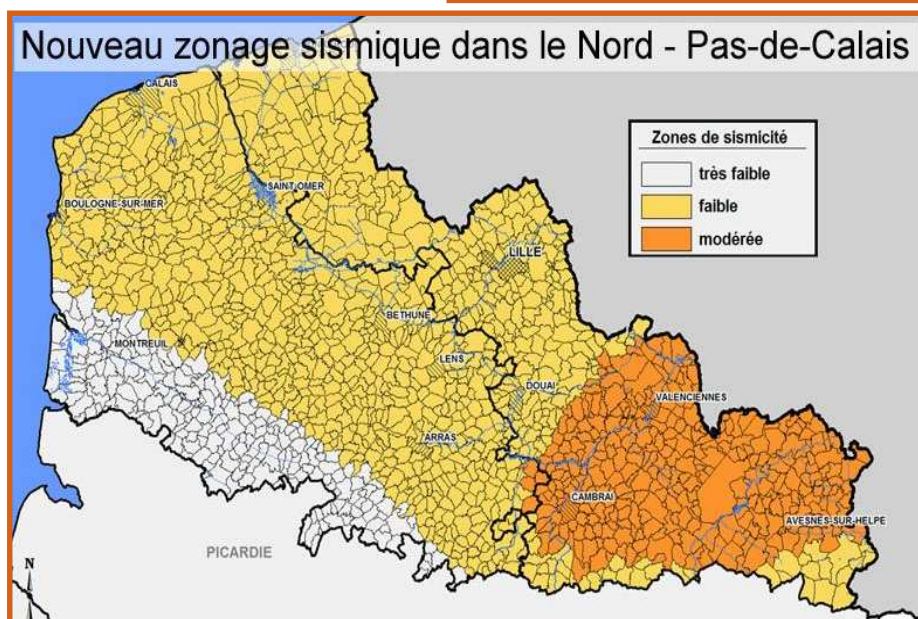 Nouveau zonage sismique dans le Nord - Pas-de-Calais
CALAIS
Zones de sismicité
très faible
faible
modérée
SAINT OMER
BOULOGNE-SUR-MER
LILLE
BETHUNE
MONTREUIL
LENS
DOUAI
VALENCIENNES
ARRAS
CAMBRAI
AVESNES-SUR-HELPE
PICARDIE
N